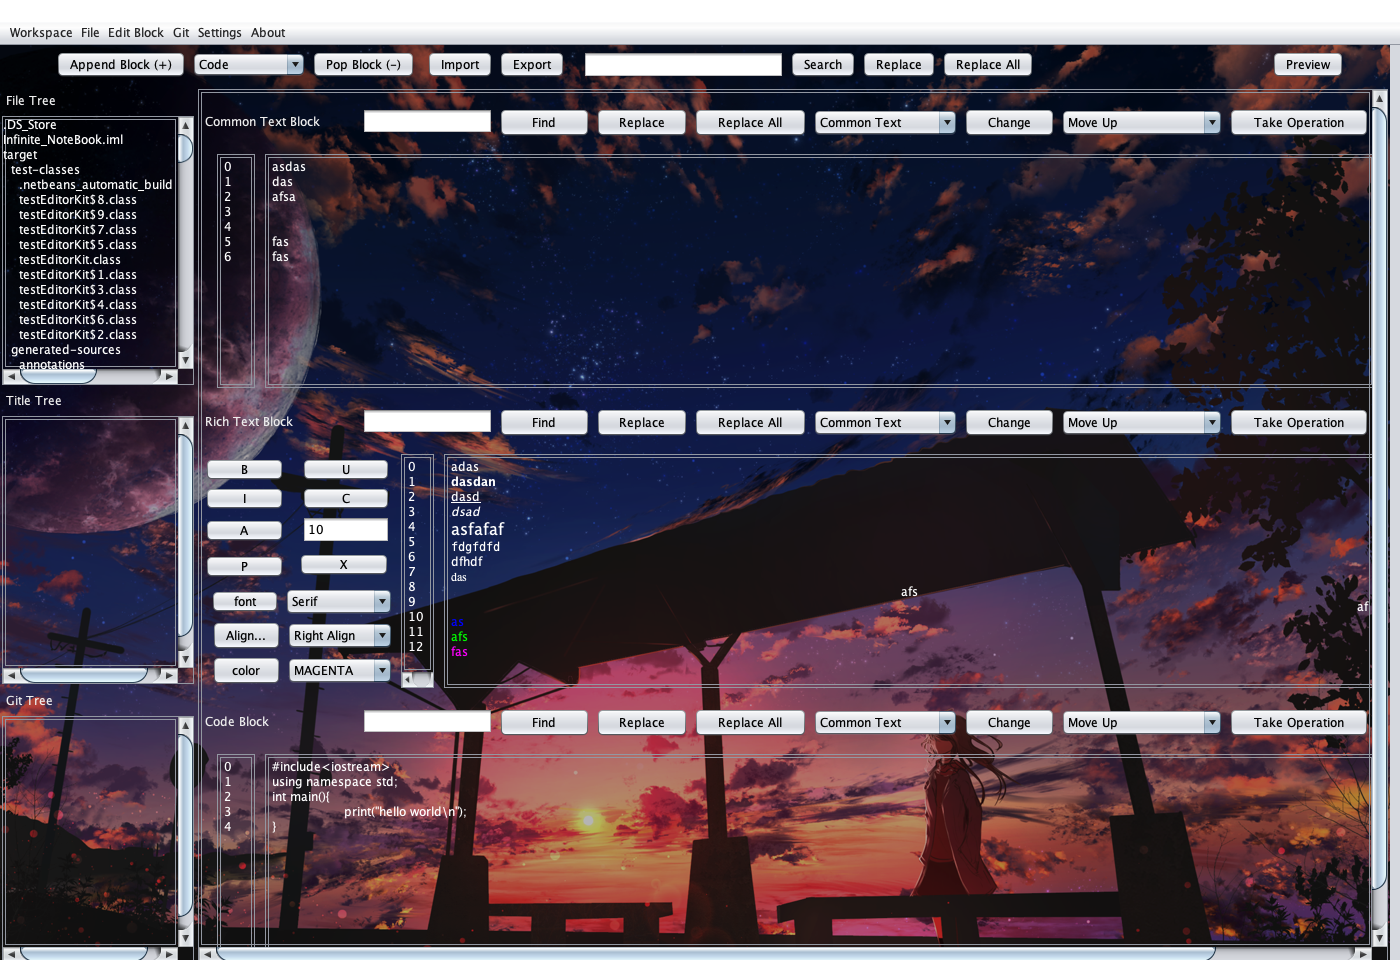 Workspace File Edit Block Git Settings About
Append Block (+) Code Pop Block (-) Import Export Search Replace Replace All Preview
File Tree
.DS_Store
Infinite_NoteBook.iml
target
test-classes
.netbeans_automatic_build
testEditorKit$8.class
testEditorKit$9.class
testEditorKit$7.class
testEditorKit$5.class
testEditorKit.class
testEditorKit$1.class
testEditorKit$3.class
testEditorKit$4.class
testEditorKit$6.class
testEditorKit$2.class
generated-sources
annotations
Title Tree
Git Tree
Common Text Block Find Replace Replace All Common Text Change Move Up Take Operation
0 asdas
1 das
2 afsa
3
4
5 fas
6 fas
Rich Text Block Find Replace Replace All Common Text Change Move Up Take Operation
B U
I C
A 10
P X
font Serif
Align... Right Align
color MAGENTA
0 adas
1 dasdan
2 dasd
3 dsad
4 asfafaf
5 fdgfdfd
6 dfhdf
7 das
8 afs
9 af
10 as
11 afs
12 fas
Code Block Find Replace Replace All Common Text Change Move Up Take Operation
0 #include<iostream>
1 using namespace std;
2 int main(){
3 print("hello world\n");
4 }